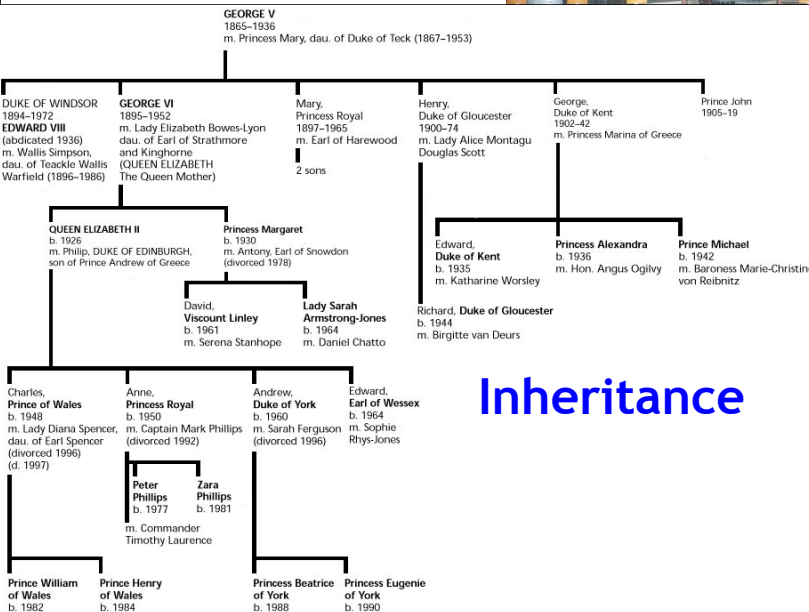 GEORGE V
1865–1936
m. Princess Mary, dau. of Duke of Teck (1867–1953)
DUKE OF WINDSOR
1894–1972
EDWARD VIII
(abdicated 1936)
m. Wallis Simpson,
dau. of Teackle Wallis
Warfield (1896–1986)
GEORGE VI
1895–1952
m. Lady Elizabeth Bowes-Lyon
dau. of Earl of Strathmore
and Kinghorne
(QUEEN ELIZABETH
The Queen Mother)
Mary,
Princess Royal
1897–1965
m. Earl of Harewood
2 sons
Henry,
Duke of Gloucester
1900–74
m. Lady Alice Montagu
Douglas Scott
George,
Duke of Kent
1902–42
m. Princess Marina of Greece
Prince John
1905–19
QUEEN ELIZABETH II
b. 1926
m. Philip, DUKE OF EDINBURGH,
son of Prince Andrew of Greece
Princess Margaret
b. 1930
m. Antony, Earl of Snowdon
(divorced 1978)
Edward,
Duke of Kent
b. 1935
m. Katharine Worsley
Princess Alexandra
b. 1936
m. Hon. Angus Ogilvy
Prince Michael
b. 1942
m. Baroness Marie-Christin
von Reibnitz
David,
Viscount Linley
b. 1961
m. Serena Stanhope
Lady Sarah
Armstrong-Jones
b. 1964
m. Daniel Chatto
Richard, Duke of Gloucester
b. 1944
m. Birgitte van Deurs
Inheritance
Charles,
Prince of Wales
b. 1948
m. Lady Diana Spencer,
dau. of Earl Spencer
(divorced 1996)
(d. 1997)
Anne,
Princess Royal
b. 1950
m. Captain Mark Phillips
(divorced 1992)
Andrew,
Duke of York
b. 1960
m. Sarah Ferguson
(divorced 1996)
Edward,
Earl of Wessex
b. 1964
m. Sophie
Rhys-Jones
Peter
Phillips
b. 1977
Zara
Phillips
b. 1981
m. Commander
Timothy Laurence
Prince William
of Wales
b. 1982
Prince Henry
of Wales
b. 1984
Princess Beatrice
of York
b. 1988
Princess Eugenie
of York
b. 1990